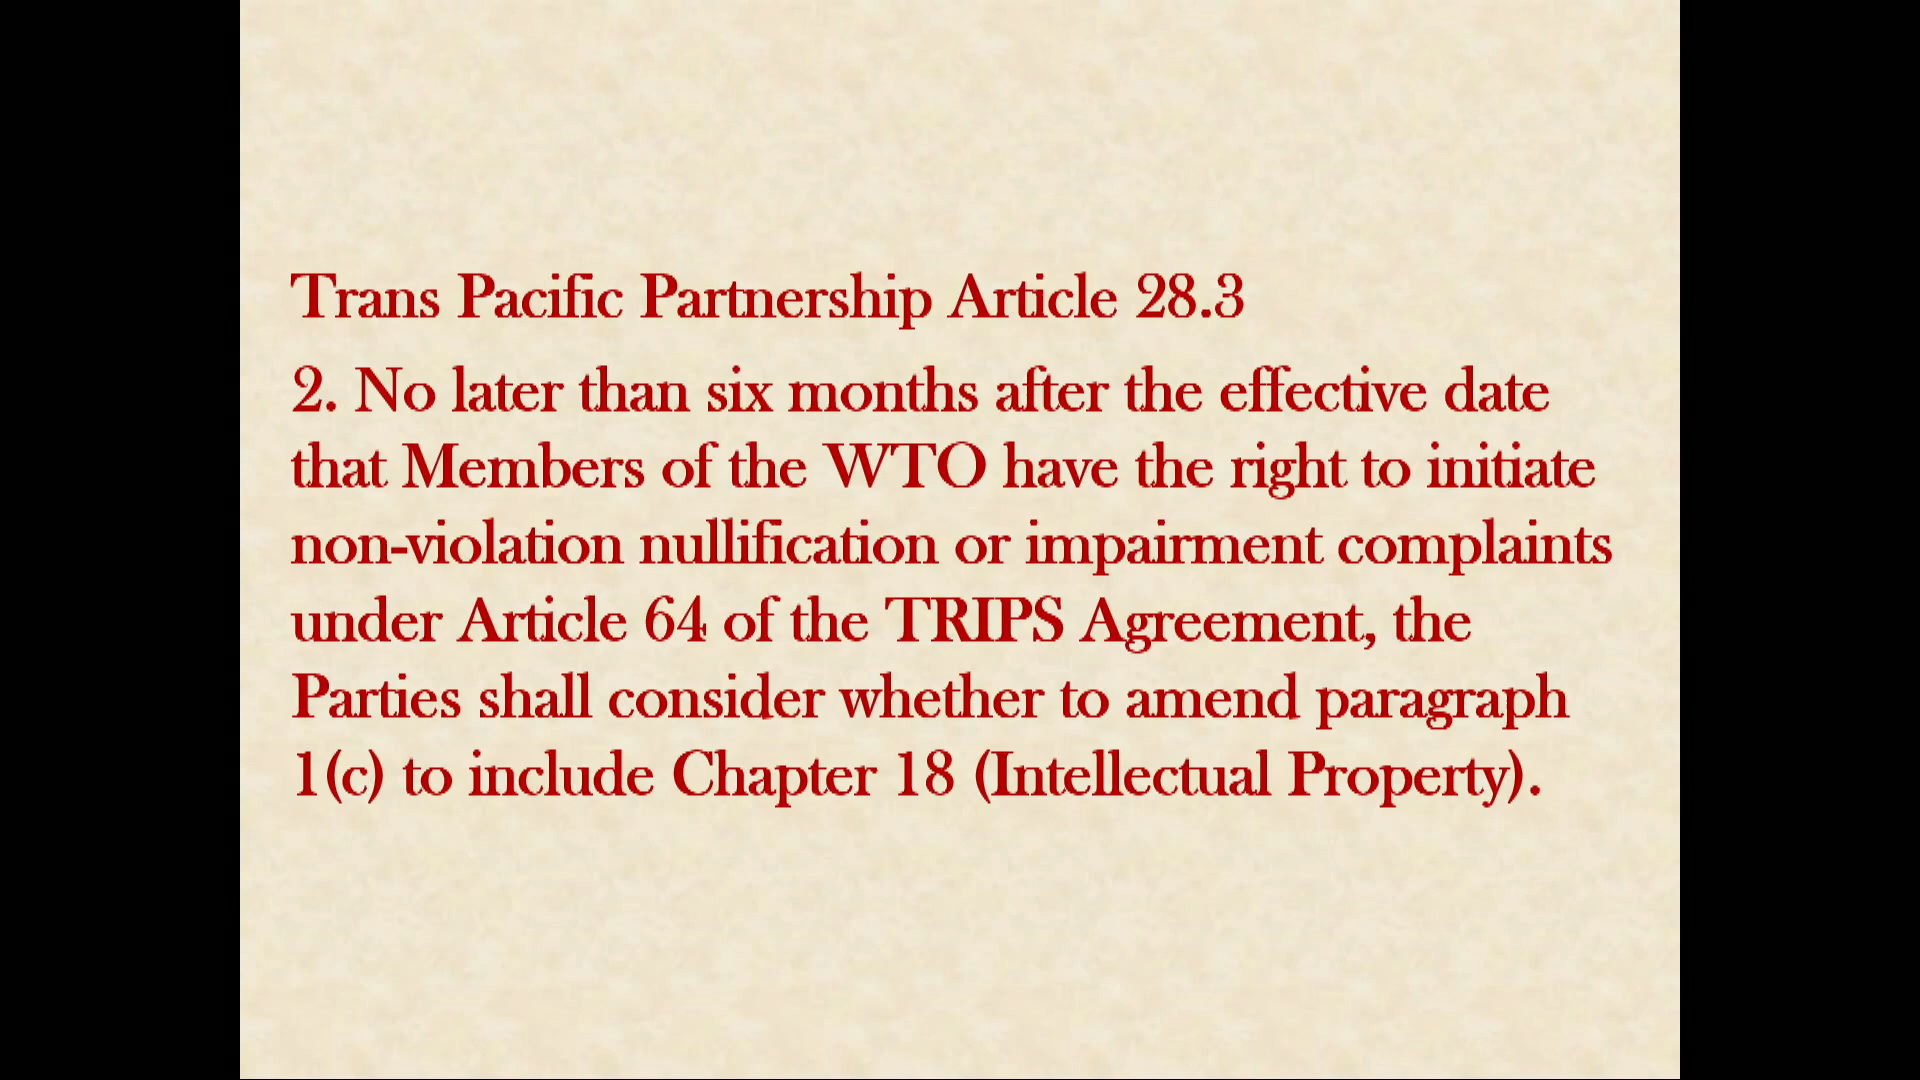 Trans Pacific Partnership Article 28.3
2. No later than six months after the effective date
that Members of the WTO have the right to initiate
non-violation nullification or impairment complaints
under Article 64 of the TRIPS Agreement, the
Parties shall consider whether to amend paragraph
1(c) to include Chapter 18 (Intellectual Property).